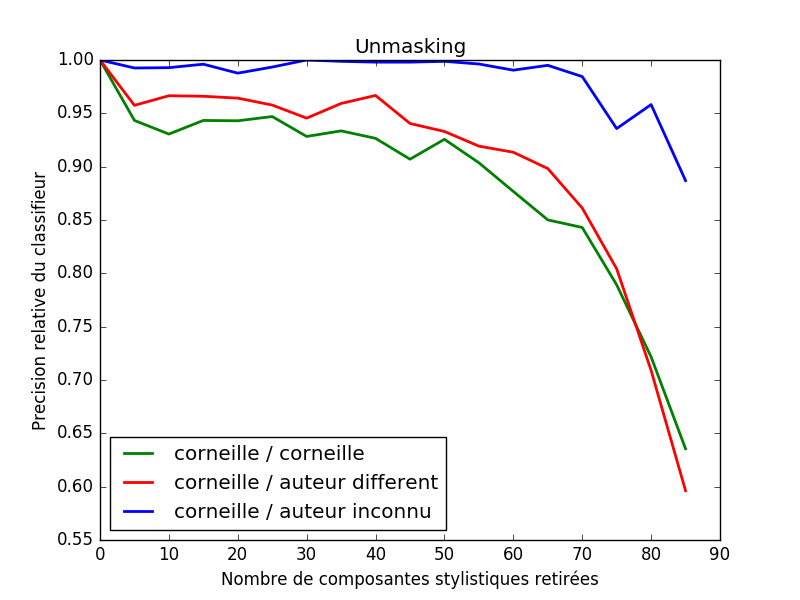 Unmasking
Precision relative du classifieur
1.00
0.95
0.90
0.85
0.80
0.75
0.70
0.65
0.60
0.55
corneille / corneille
corneille / auteur different
corneille / auteur inconnu
0 10 20 30 40 50 60 70 80 90
Nombre de composantes stylistiques retirées